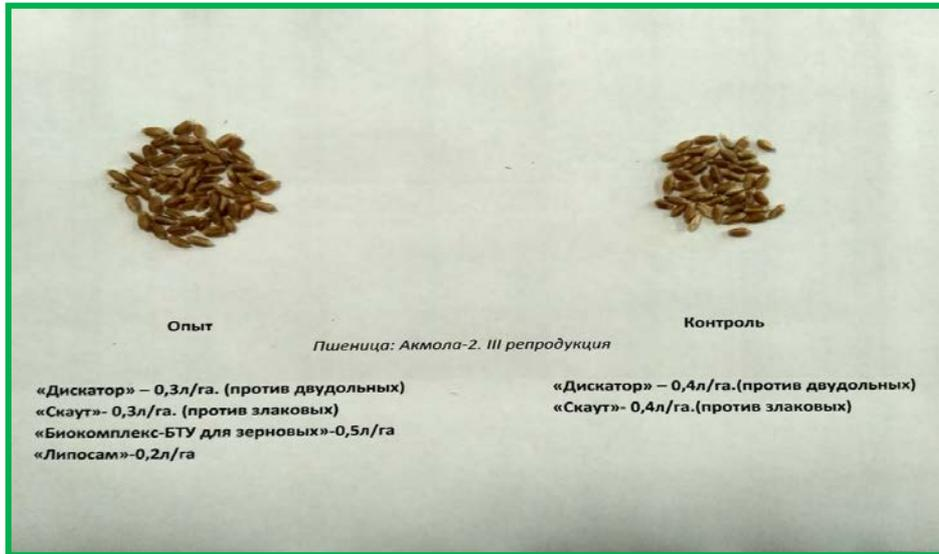 Опыт
Контроль
Пшеница: Акмола-2. III репродукция
«Дискатор» – 0,3л/га. (против двудольных)
«Скаут»- 0,3л/га. (против злаковых)
«Биокомплекс-БТУ для зерновых»-0,5л/га
«Липосам»-0,2л/га
«Дискатор» – 0,4л/га.(против двудольных)
«Скаут»- 0,4л/га.(против злаковых)